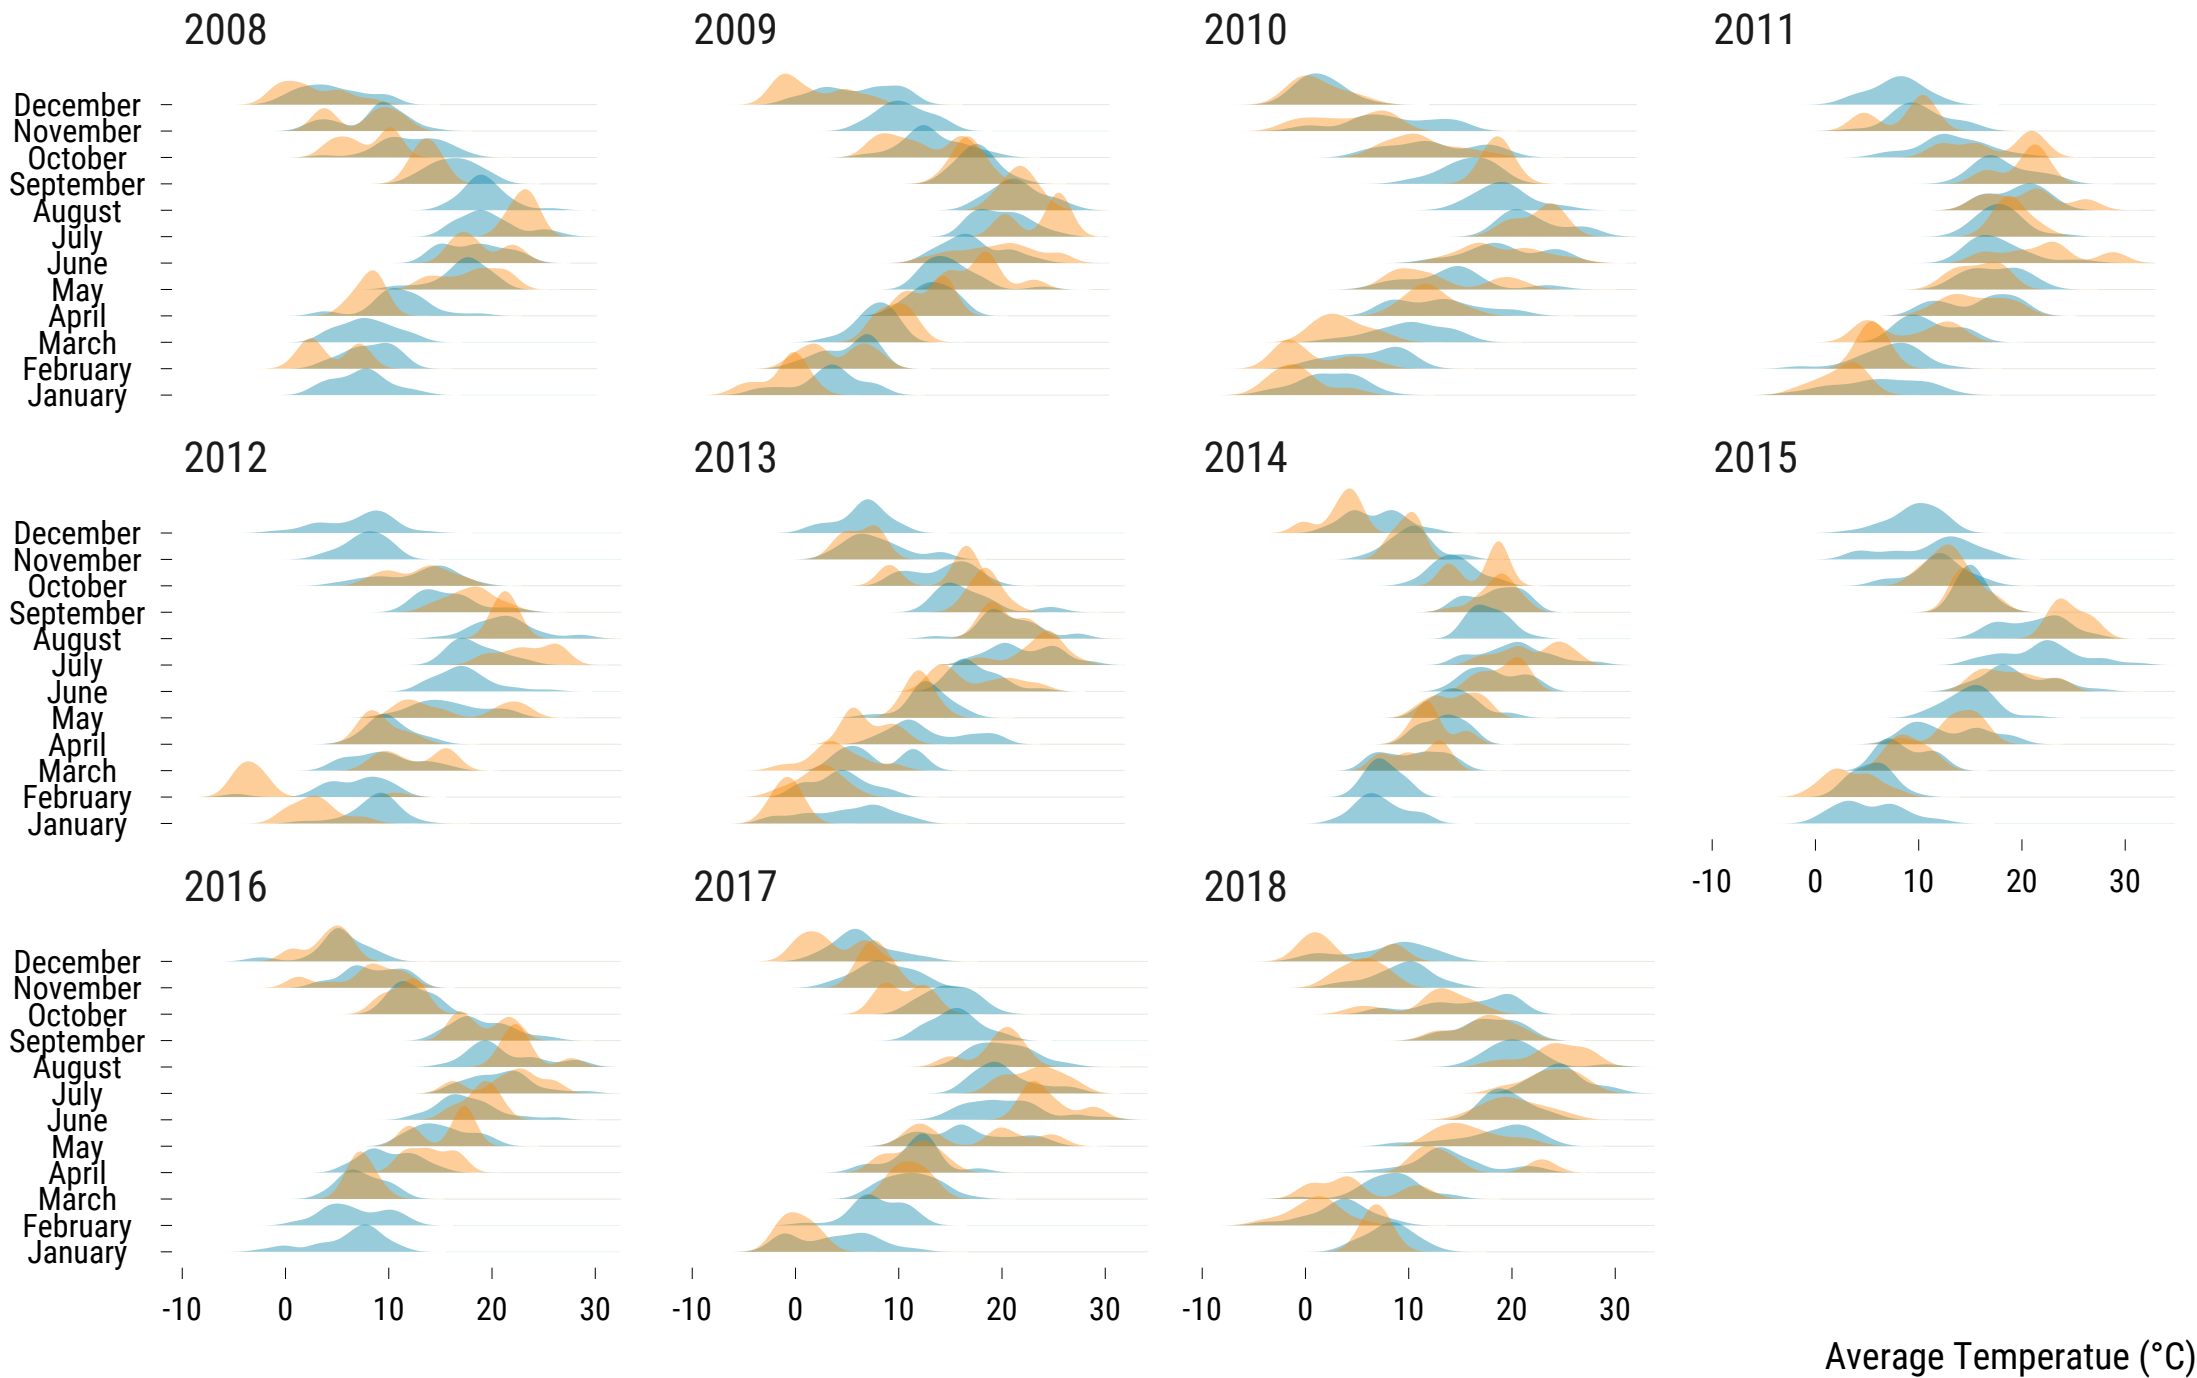 2008 2009 2010 2011
December
November
October
September
August
July
June
May
April
March
February
January
2012 2013 2014 2015
December
November
October
September
August
July
June
May
April
March
February
January
-10 0 10 20 30
2016 2017 2018
December
November
October
September
August
July
June
May
April
March
February
January
-10 0 10 20 30 -10 0 10 20 30 -10 0 10 20 30
Average Temperatue (°C)